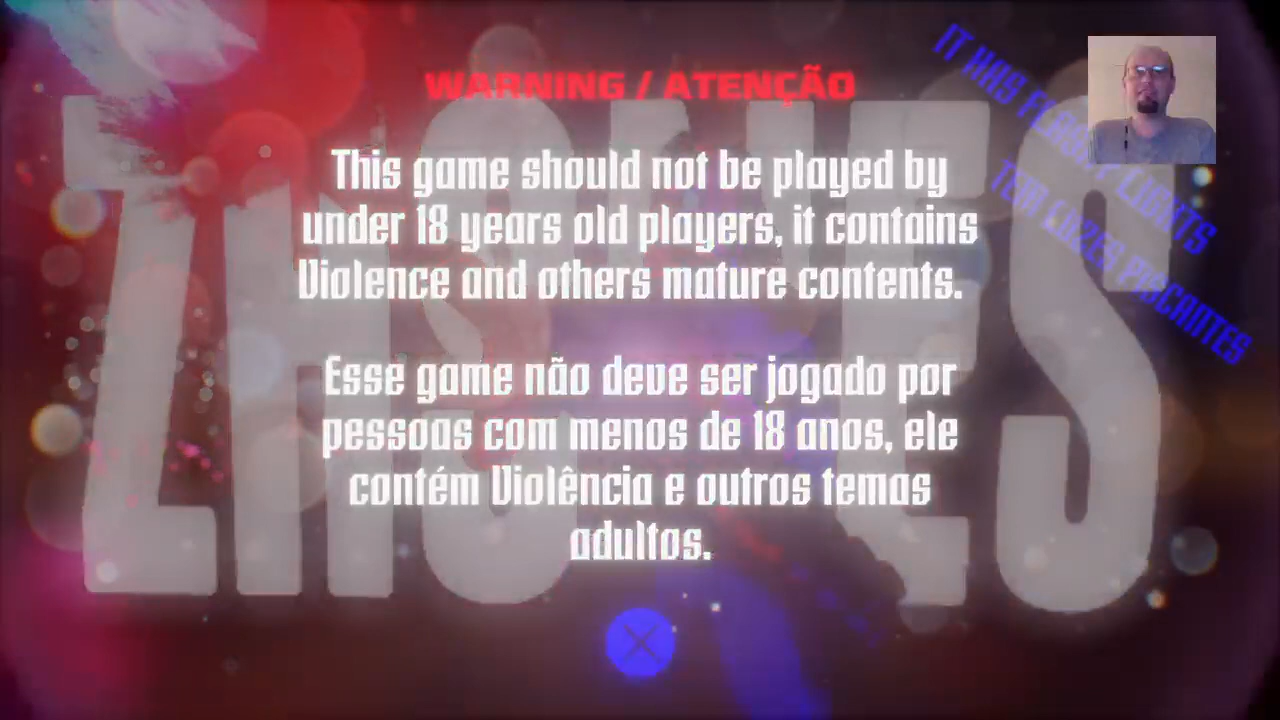 WARNING / ATENÇÃO
This game should not be played by
under 18 years old players, it contains
Violence and others mature contents.
Esse game não deve ser jogado por
pessoas com menos de 18 anos, ele
contém Violência e outros temas
adultos.
IT HAS FLASHY LIGHTS
TEM LUZES PISCANTES